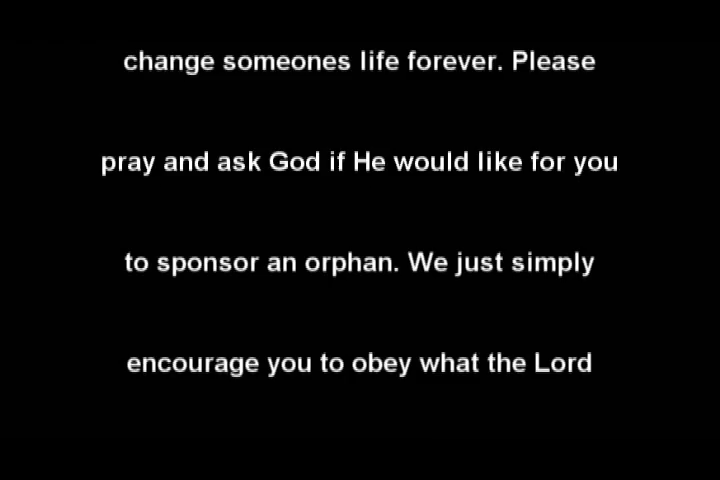 change someones life forever. Please
pray and ask God if He would like for you
to sponsor an orphan. We just simply
encourage you to obey what the Lord